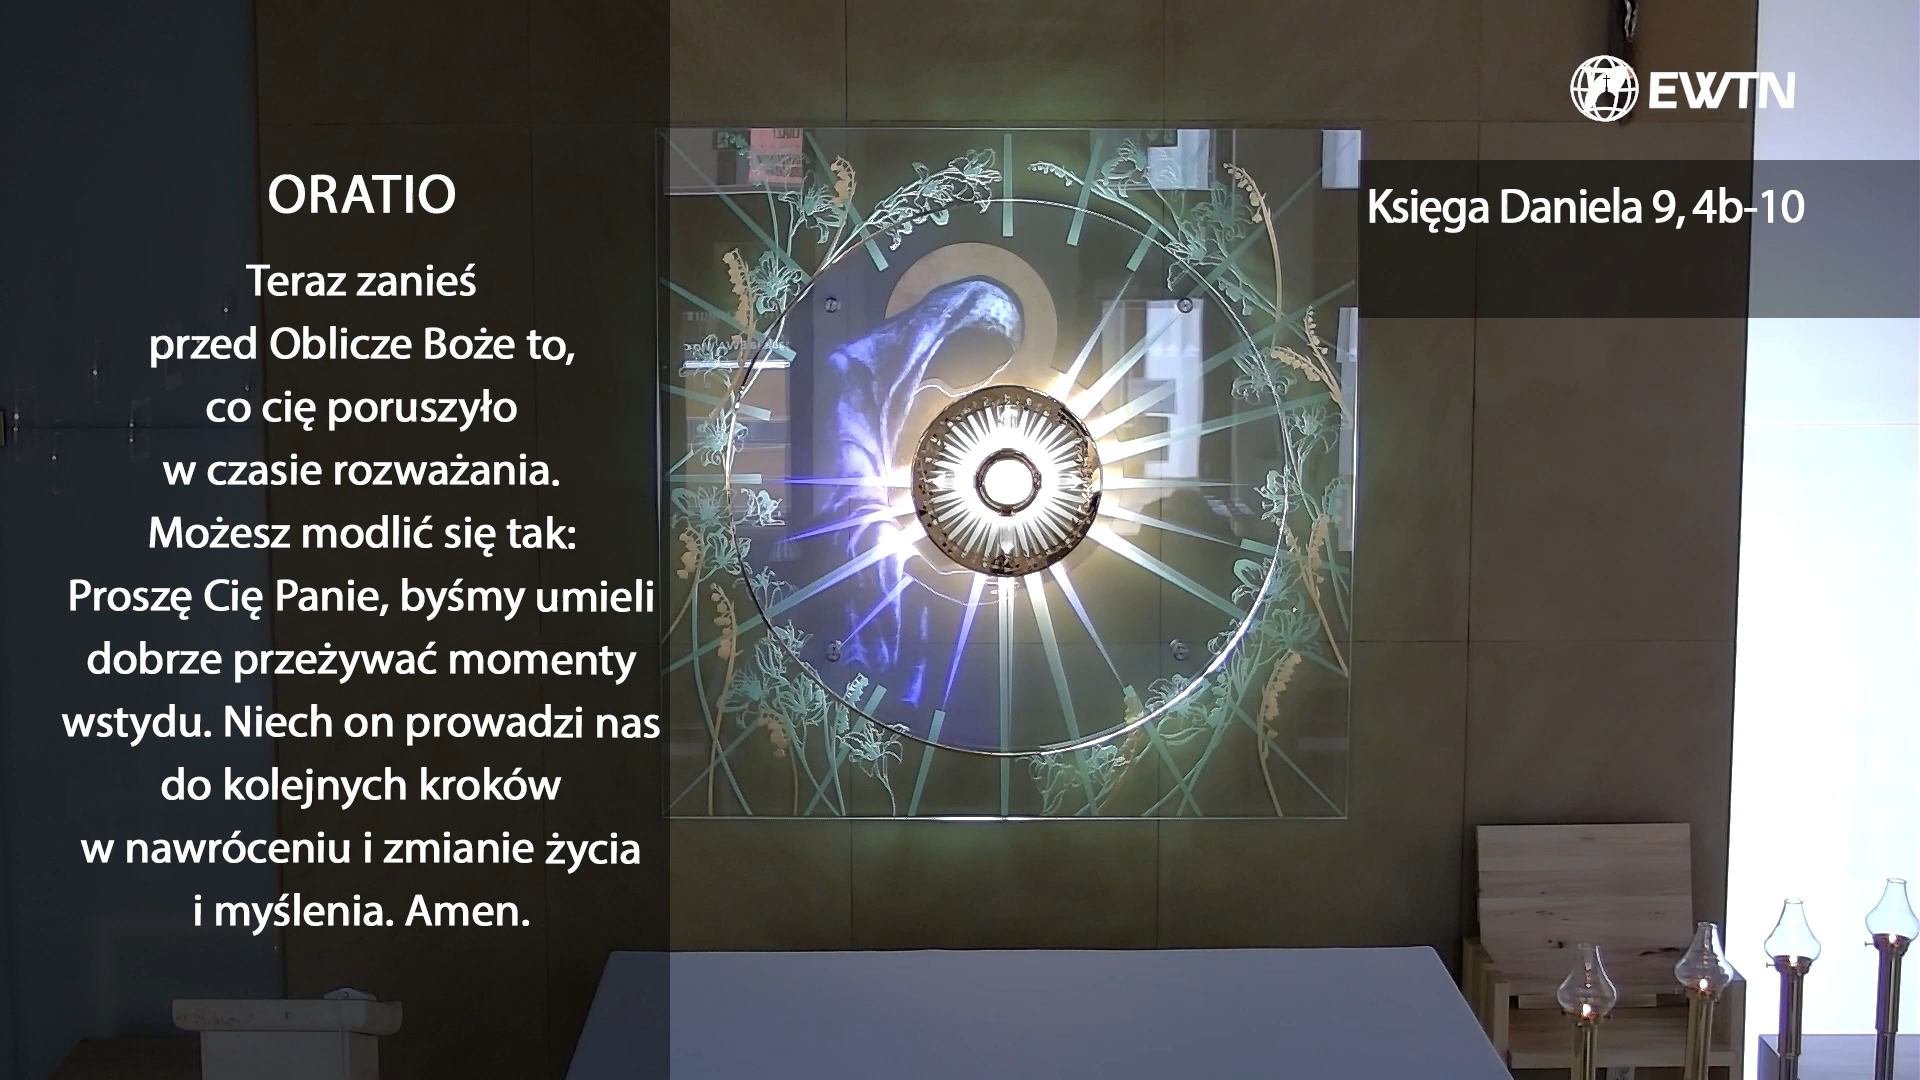 ORATIO
Teraz zanieś
przed Oblicze Boże to,
co cię poruszyło
w czasie rozważania.
Możesz modlić się tak:
Proszę Cię Panie, byśmy umieli
dobrze przeżywać momenty
wstydu. Niech on prowadzi nas
do kolejnych kroków
w nawróceniu i zmianie życia
i myślenia. Amen.
EWTN
Księga Daniela 9, 4b-10